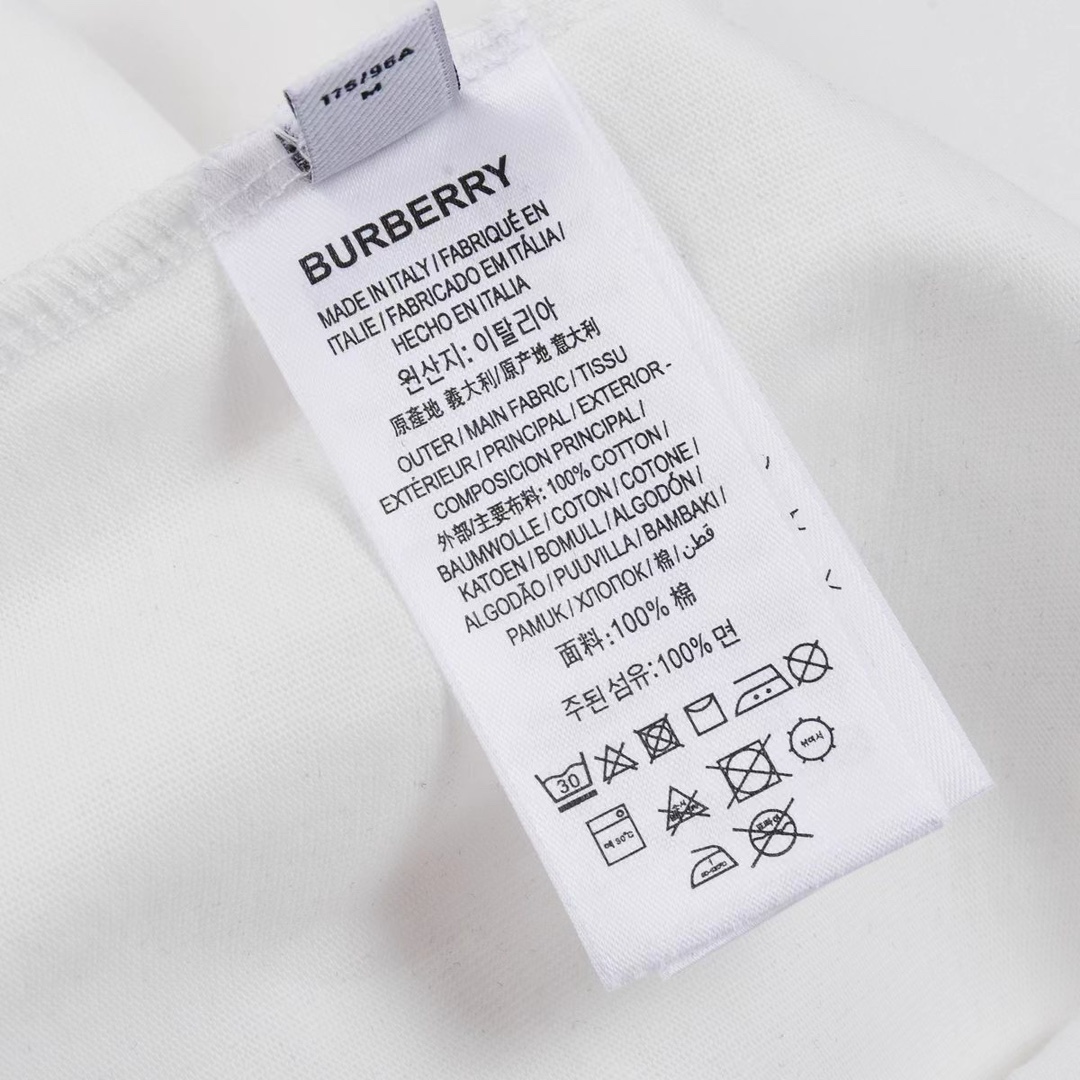 175/96A
M
BURBERRY
MADE IN ITALY / FABRIQUÉ EN
ITALIE / FABRICADO EM ITÁLIA /
HECHO EN ITALIA
원산지: 이탈리아
原產地 義大利/原产地 意大利
OUTER / MAIN FABRIC / TISSU
EXTÉRIEUR / PRINCIPAL / EXTERIOR -
COMPOSICION PRINCIPAL /
外部/主要布料: 100% COTTON /
BAUMWOLLE / COTON / COTONE /
KATOEN / BOMULL / ALGODÓN /
ALGODÃO / PUUVILLA / BAMBAKI /
PAMUK / ХЛОПОК / 棉 / قطن
面料:100% 棉
주된 섬유:100% 면
30